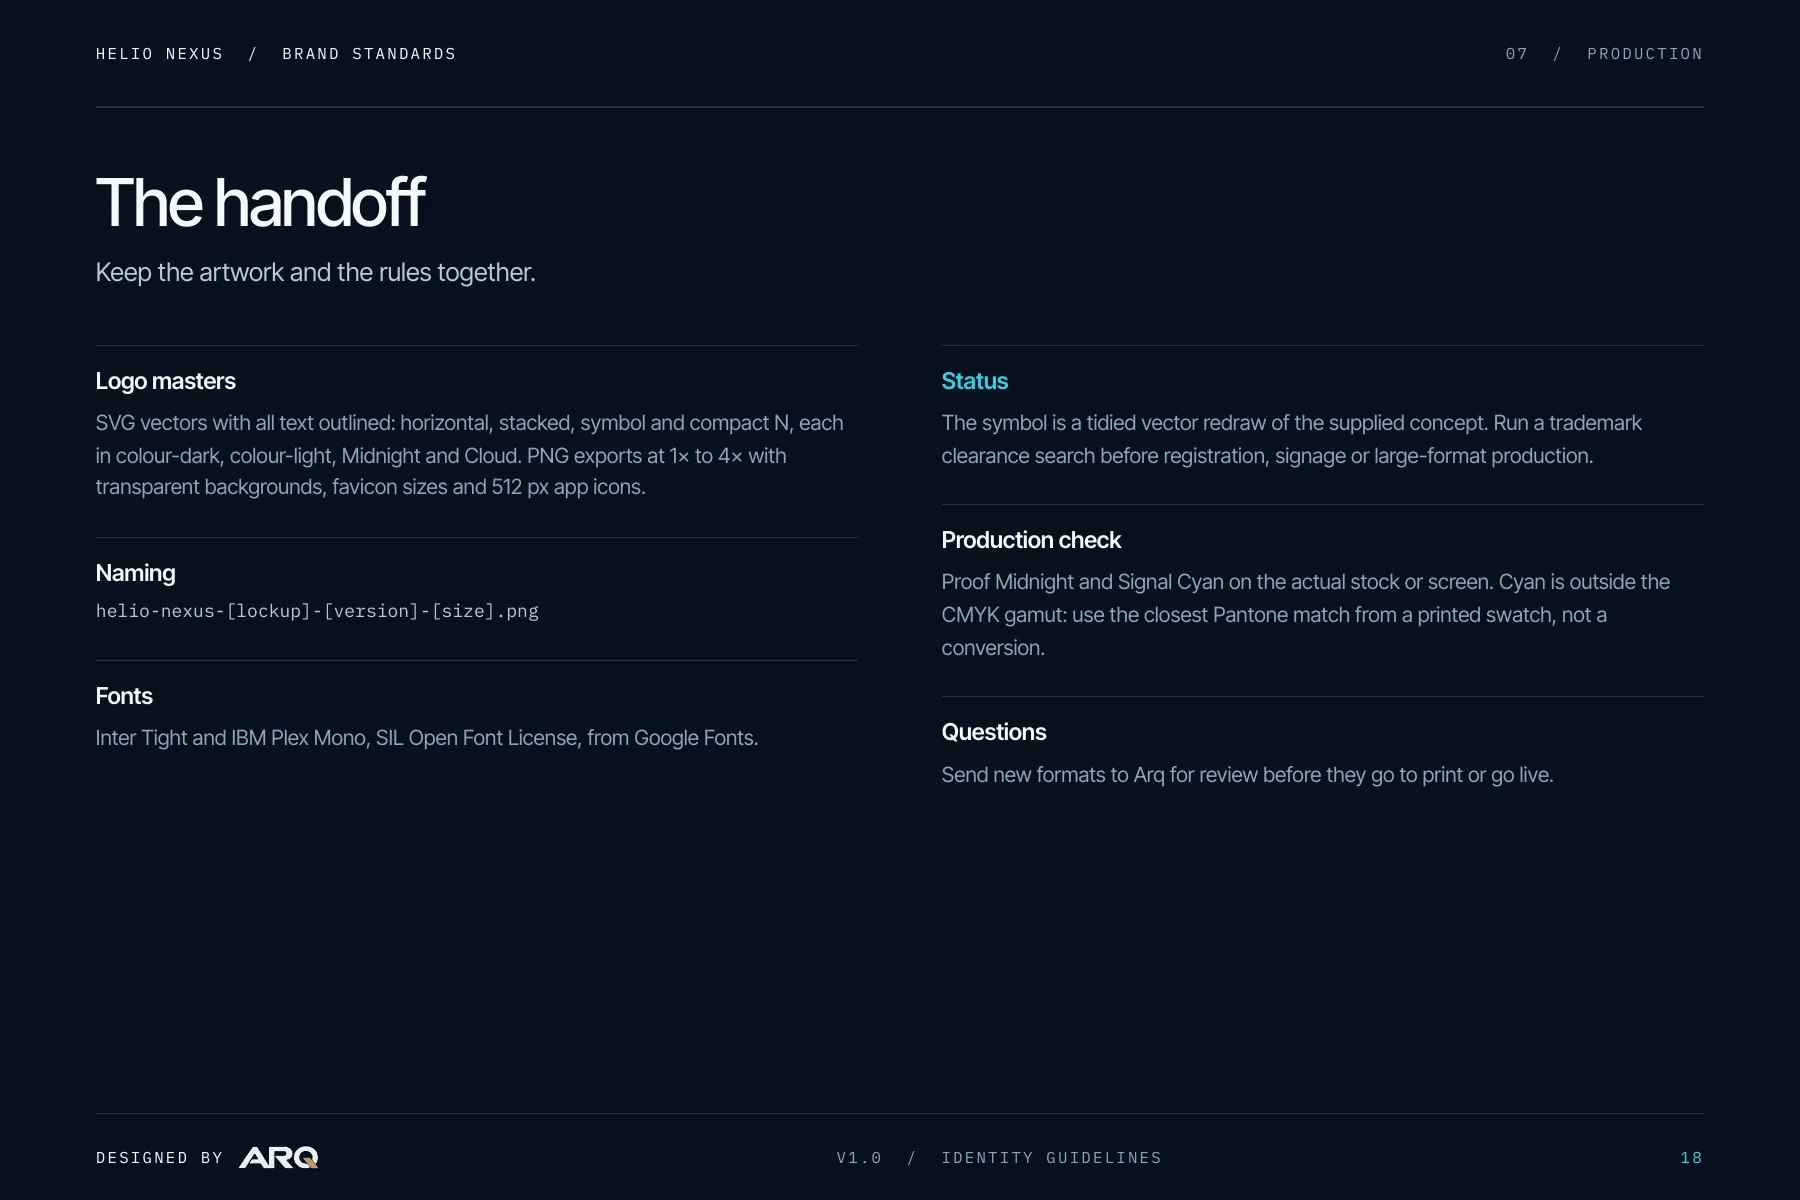 HELIO NEXUS / BRAND STANDARDS
07 / PRODUCTION
The handoff
Keep the artwork and the rules together.
Logo masters
SVG vectors with all text outlined: horizontal, stacked, symbol and compact N, each
in colour-dark, colour-light, Midnight and Cloud. PNG exports at 1× to 4× with
transparent backgrounds, favicon sizes and 512 px app icons.
Naming
helio-nexus-[lockup]-[version]-[size].png
Fonts
Inter Tight and IBM Plex Mono, SIL Open Font License, from Google Fonts.
Status
The symbol is a tidied vector redraw of the supplied concept. Run a trademark
clearance search before registration, signage or large-format production.
Production check
Proof Midnight and Signal Cyan on the actual stock or screen. Cyan is outside the
CMYK gamut: use the closest Pantone match from a printed swatch, not a
conversion.
Questions
Send new formats to Arq for review before they go to print or go live.
DESIGNED BY ARQ
V1.0 / IDENTITY GUIDELINES
18